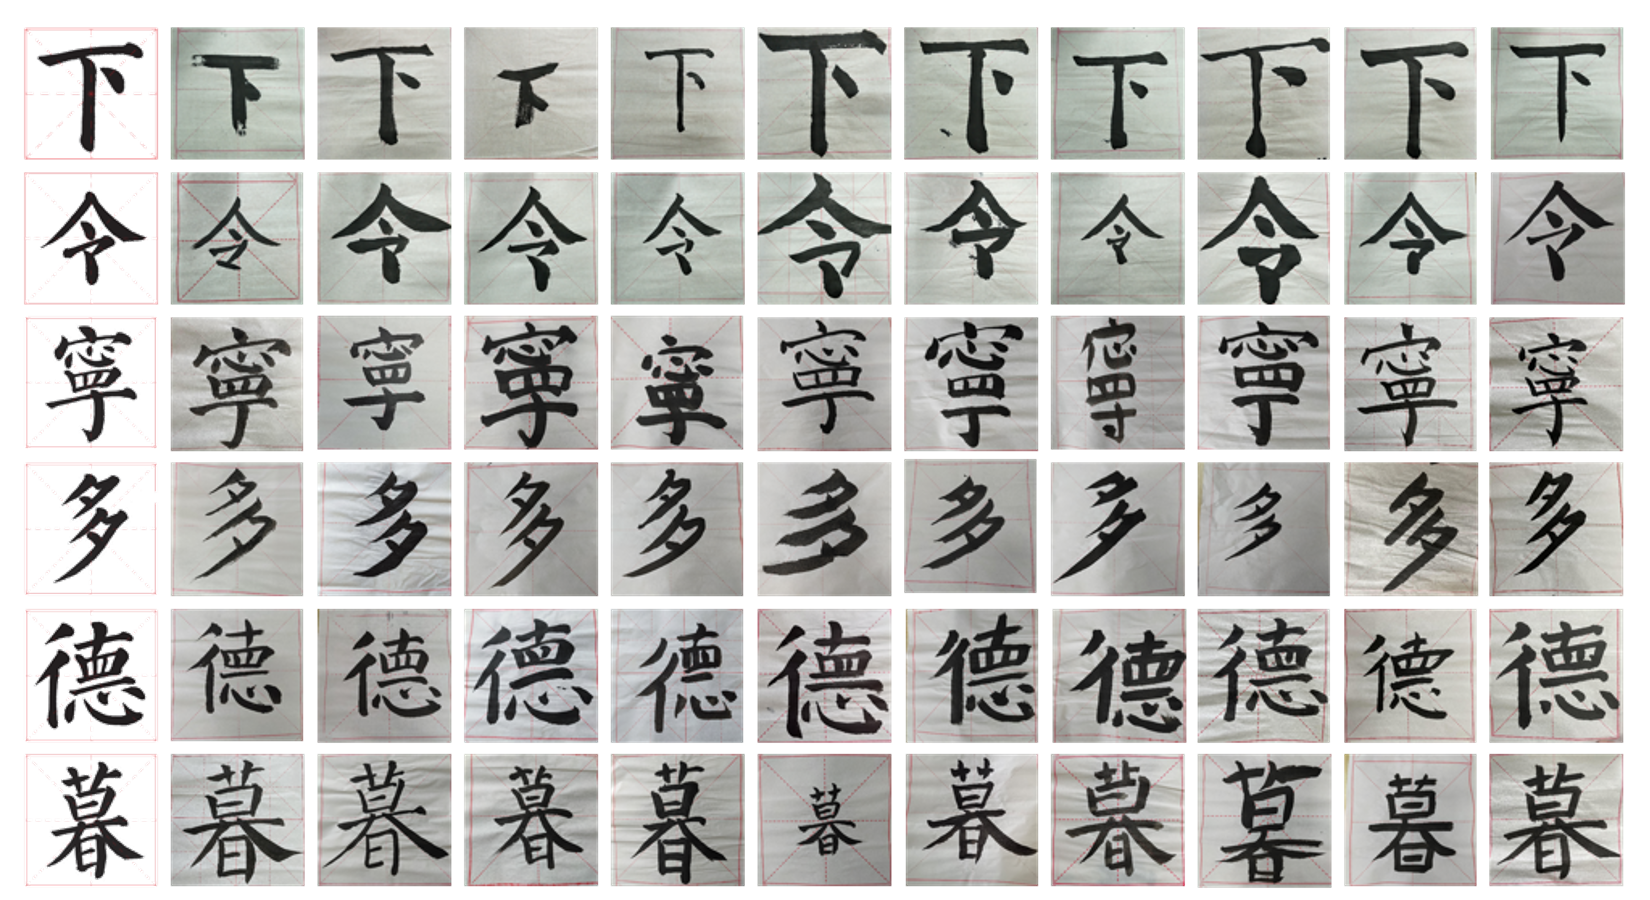 下 下 下 下 下 下 下 下 下 下 下
令 令 令 令 令 令 令 令 令 令 令
寧 寧 寧 寧 寧 寧 寧 寧 寧 寧 寧
多 多 多 多 多 多 多 多 多 多 多
德 德 德 德 德 德 德 德 德 德 德
暮 暮 暮 暮 暮 暮 暮 暮 暮 暮 暮